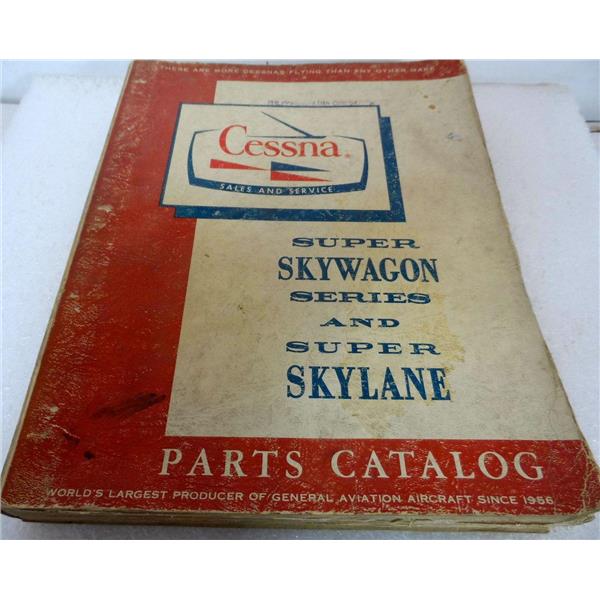 THERE ARE MORE CESSNAS FLYING THAN ANY OTHER MAKE
Cessna®
SALES AND SERVICE
SUPER
SKYWAGON
SERIES
AND
SUPER
SKYLANE
PARTS CATALOG
WORLD'S LARGEST PRODUCER OF GENERAL AVIATION AIRCRAFT SINCE 1956